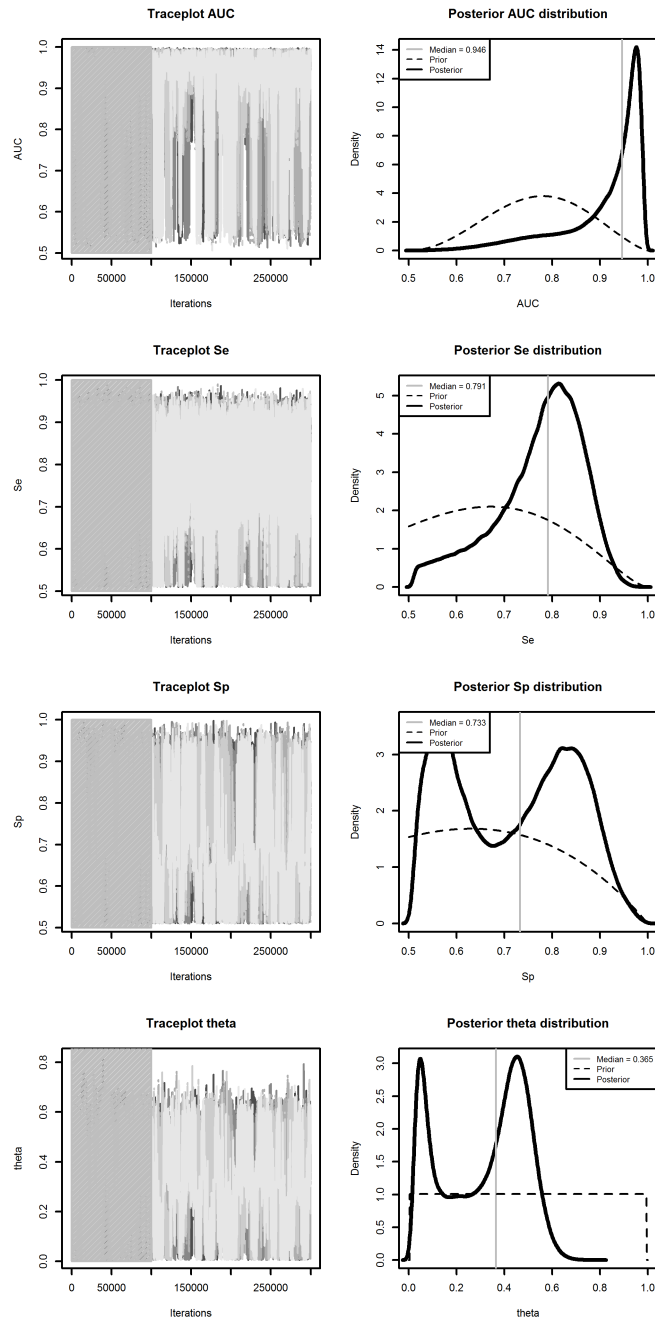 Traceplot AUC
AUC
1.0
0.9
0.8
0.7
0.6
0.5
0 50000 150000 250000
Iterations
Posterior AUC distribution
Median = 0.946
Prior
Posterior
Density
14
12
10
8
6
4
2
0
0.5 0.6 0.7 0.8 0.9 1.0
AUC
Traceplot Se
Se
1.0
0.9
0.8
0.7
0.6
0.5
0 50000 150000 250000
Iterations
Posterior Se distribution
Median = 0.791
Prior
Posterior
Density
5
4
3
2
1
0
0.5 0.6 0.7 0.8 0.9 1.0
Se
Traceplot Sp
Sp
1.0
0.9
0.8
0.7
0.6
0.5
0 50000 150000 250000
Iterations
Posterior Sp distribution
Median = 0.733
Prior
Posterior
Density
3
2
1
0
0.5 0.6 0.7 0.8 0.9 1.0
Sp
Traceplot theta
theta
0.8
0.6
0.4
0.2
0.0
0 50000 150000 250000
Iterations
Posterior theta distribution
Median = 0.365
Prior
Posterior
Density
3.0
2.5
2.0
1.5
1.0
0.5
0.0
0.0 0.2 0.4 0.6 0.8 1.0
theta